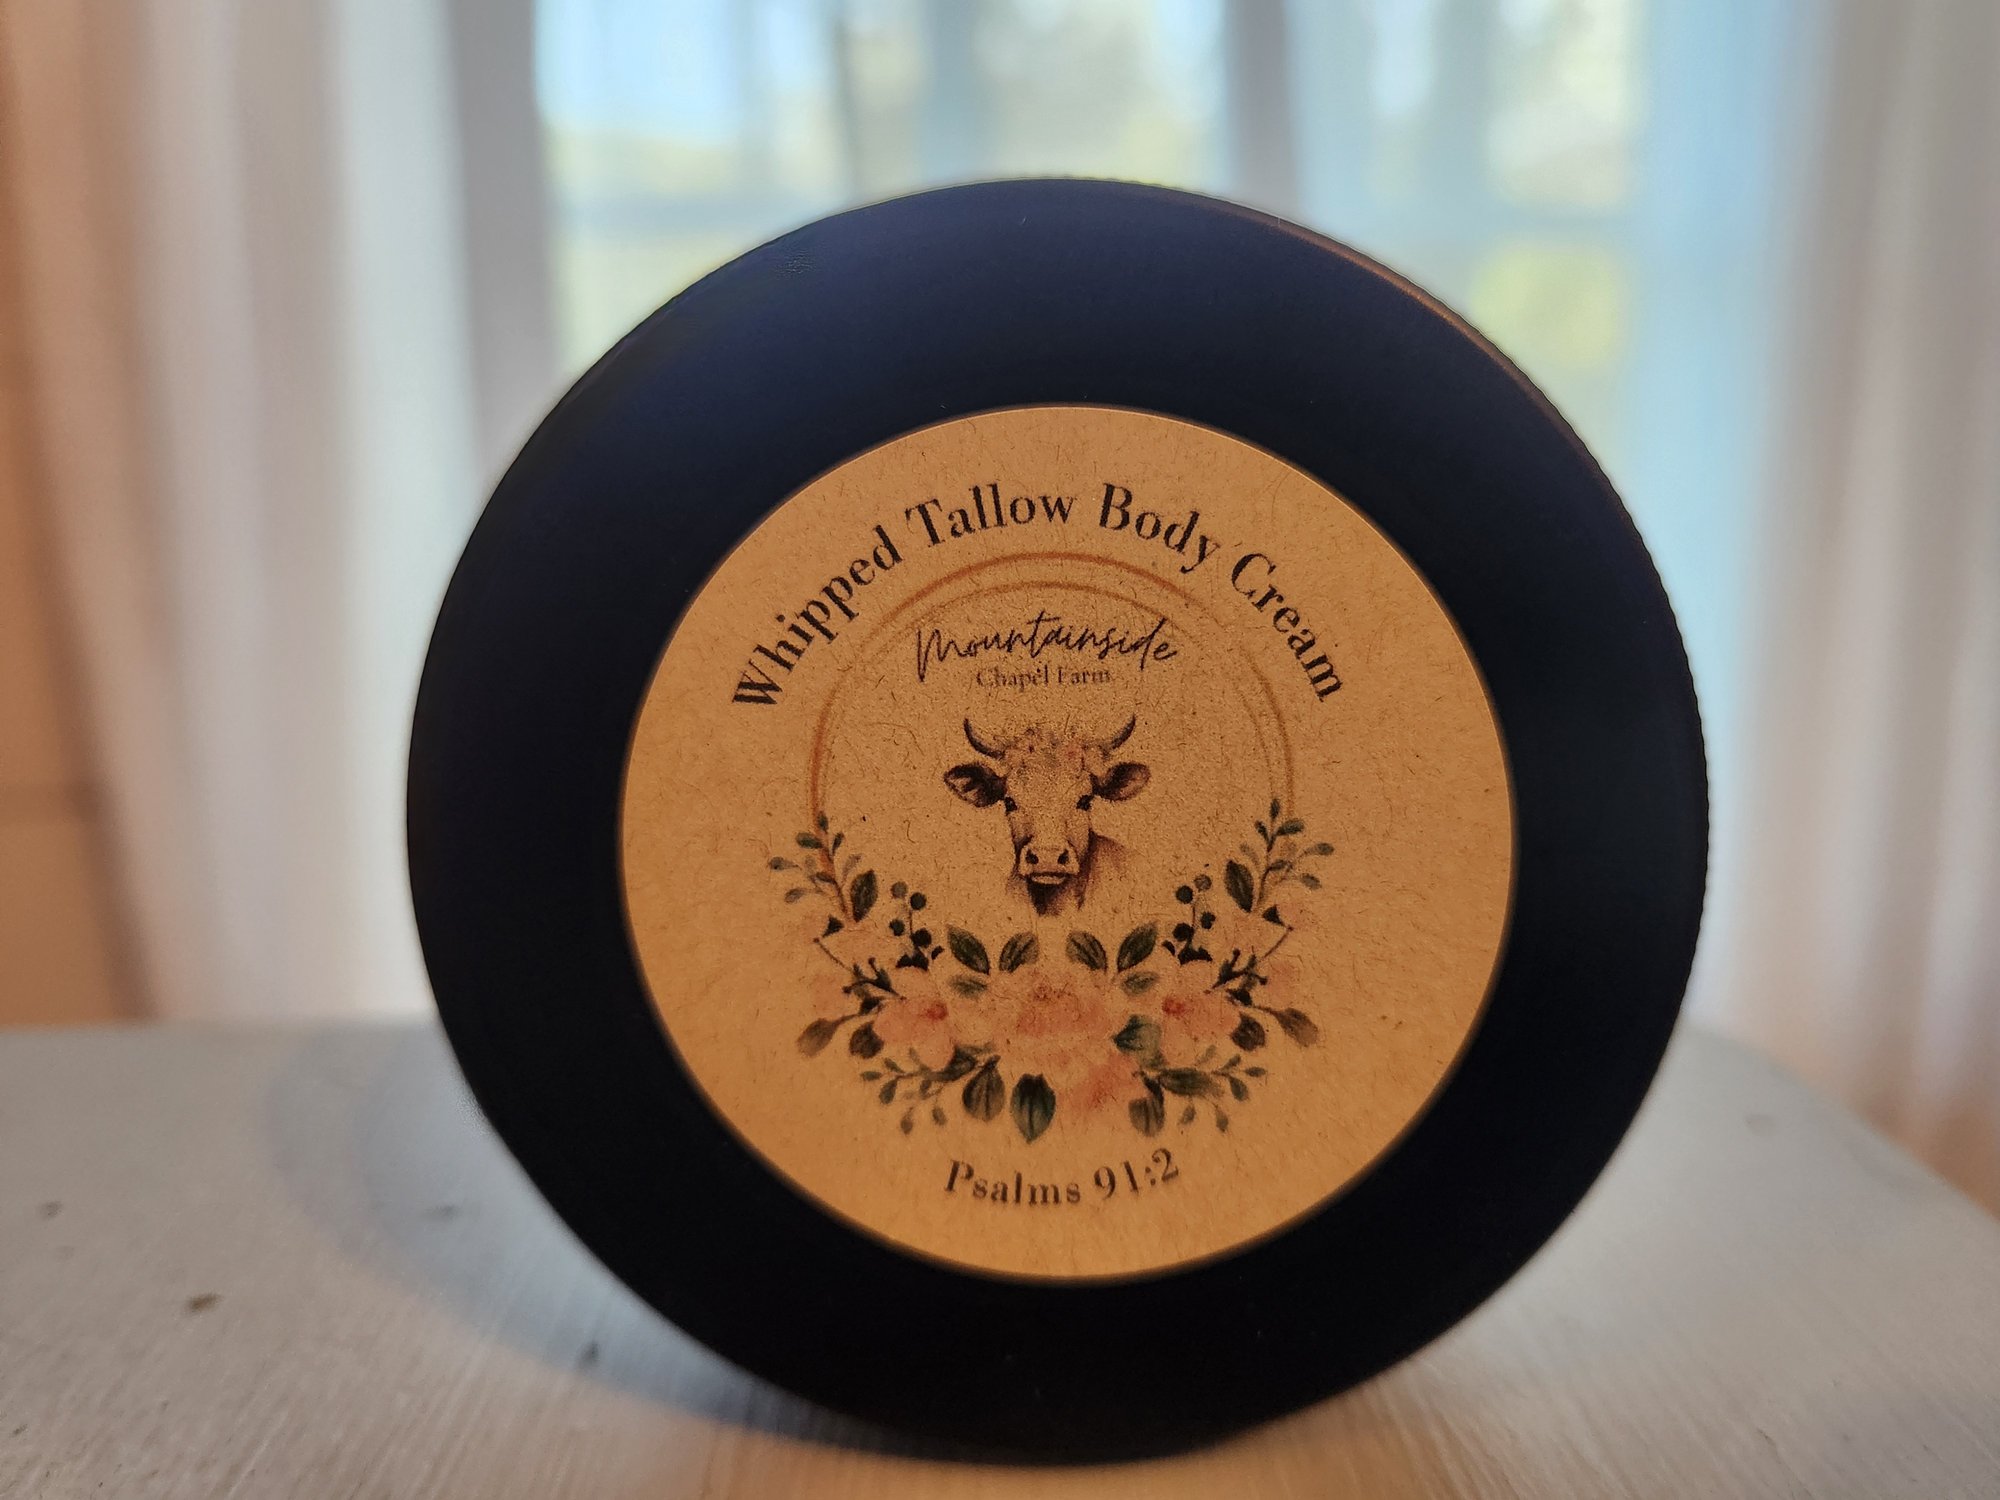 Whipped Tallow Body Cream
Mountainside
Chapel Farm
Psalms 91:2